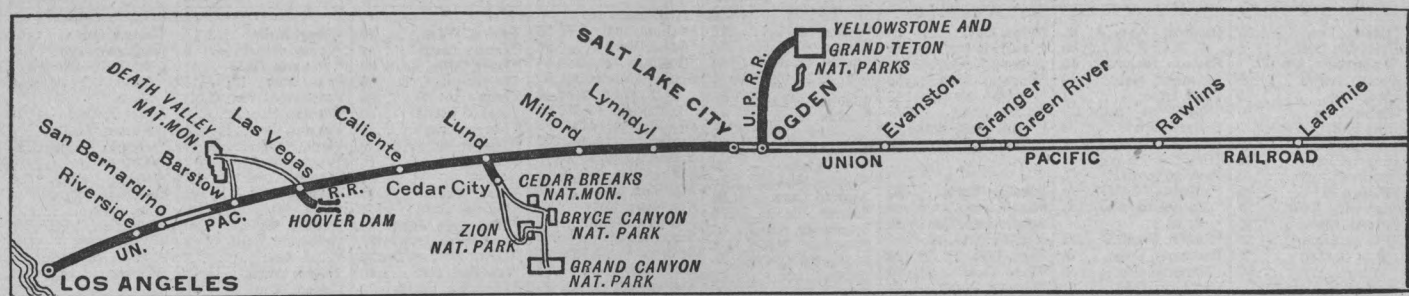 YELLOWSTONE AND
GRAND TETON
NAT. PARKS
U.P. R.R.
SALT LAKE CITY
OGDEN
DEATH VALLEY
NAT. MON.
Las Vegas
Caliente
Lund
Milford
Lynndyl
Evanston
Granger
Green River
Rawlins
Laramie
UNION
PACIFIC
RAILROAD
San Bernardino
Riverside
Barstow
UN.
PAC.
R.R.
HOOVER DAM
Cedar City
CEDAR BREAKS
NAT. MON.
BRYCE CANYON
NAT. PARK
ZION
NAT. PARK
GRAND CANYON
NAT. PARK
LOS ANGELES